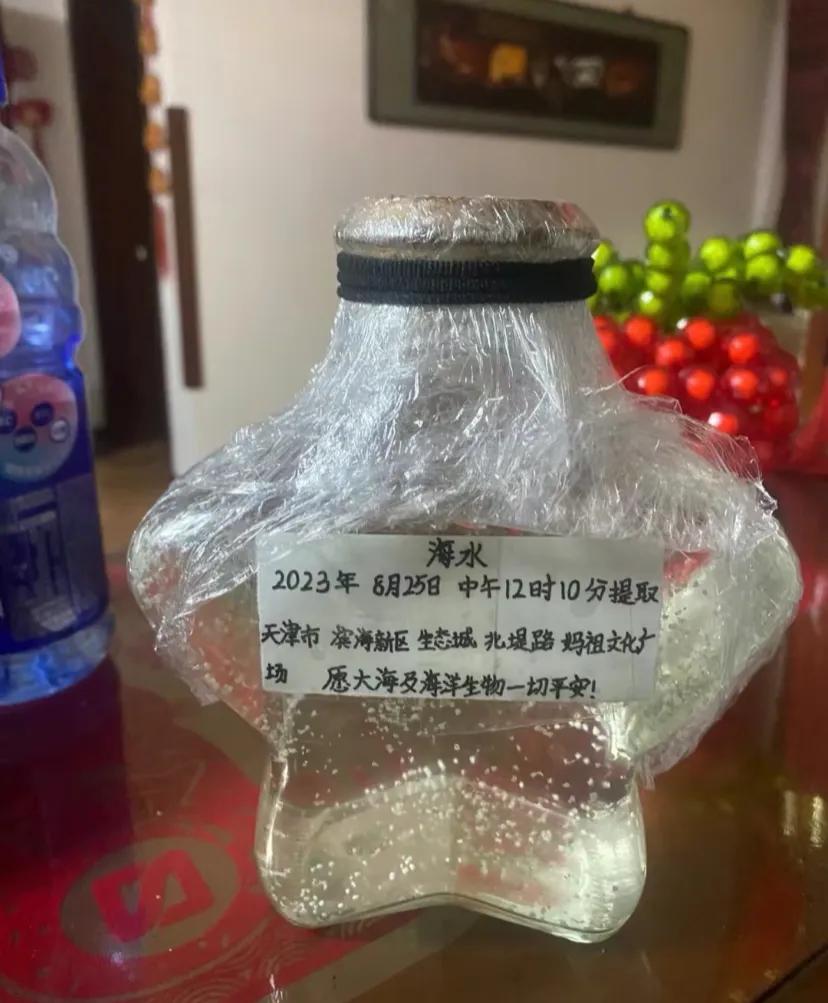 海水
2023年 8月25日 中午12时10分提取
天津市 滨海新区 生态城 北堤路 妈祖文化广
场 愿大海及海洋生物一切平安!